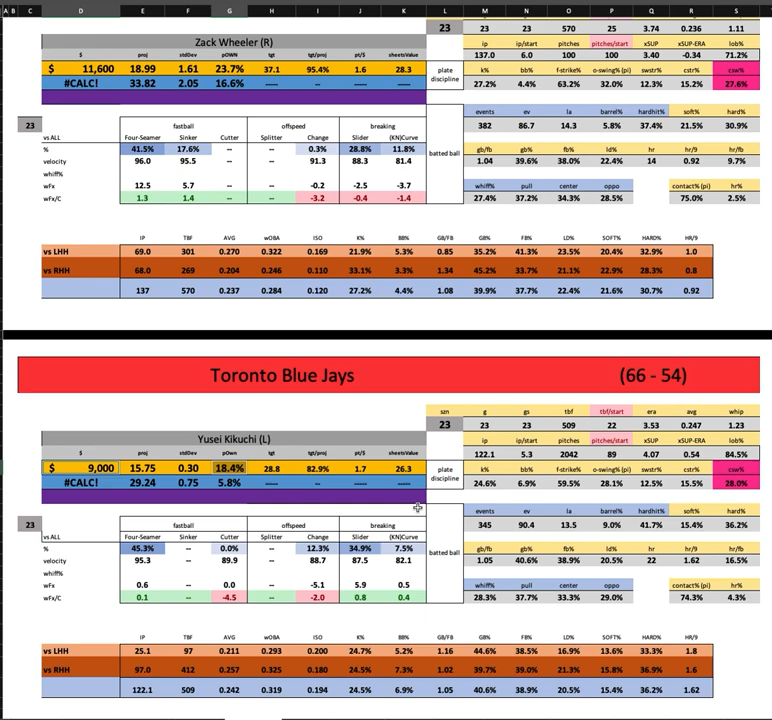 A B C D E F G H I J K L M N O P Q R S
23 23 23 570 25 3.74 0.236 1.11
Zack Wheeler (R) ip ip/start pitches pitches/start xSUP xSUP-ERA lob%
$ proj stdDev pOWN tgt tgt/proj pt/$ sheetsValue 137.0 6.0 100 100 3.40 -0.34 71.2%
$ 11,600 18.99 1.61 23.7% 37.1 95.4% 1.6 28.3 plate discipline k% bb% f-strike% o-swing% (pi) swstr% cstr% csw%
#CALC! 33.82 2.05 16.6% ---- ---- -- ---- 27.2% 4.4% 63.2% 32.0% 12.3% 15.2% 27.6%
events ev la barrel% hardhit% soft% hard%
23 fastball offspeed breaking 382 86.7 14.3 5.8% 37.4% 21.5% 30.9%
vs ALL Four-Seamer Sinker Cutter Splitter Change Slider (KN)Curve
% 41.5% 17.6% -- -- 0.3% 28.8% 11.8% batted ball gb/fb gb% fb% ld% hr hr/9 hr/fb
velocity 96.0 95.5 -- -- 91.3 88.3 81.4 1.04 39.6% 38.0% 22.4% 14 0.92 9.7%
whiff%
wFx 12.5 5.7 -- -- -0.2 -2.5 -3.7 whiff% pull center oppo contact% (pi) hr%
wFx/C 1.3 1.4 -- -- -3.2 -0.4 -1.4 27.4% 37.2% 34.3% 28.5% 75.0% 2.5%
IP TBF AVG wOBA ISO K% BB% GB/FB GB% FB% LD% SOFT% HARD% HR/9
vs LHH 69.0 301 0.270 0.322 0.169 21.9% 5.3% 0.85 35.2% 41.3% 23.5% 20.4% 32.9% 1.0
vs RHH 68.0 269 0.204 0.246 0.110 33.1% 3.3% 1.34 45.2% 33.7% 21.1% 22.9% 28.3% 0.8
137 570 0.237 0.284 0.120 27.2% 4.4% 1.08 39.9% 37.7% 22.4% 21.6% 30.7% 0.92
Toronto Blue Jays (66 - 54)
szn g gs tbf tbf/start era avg whip
23 23 23 509 22 3.53 0.247 1.23
Yusei Kikuchi (L) ip ip/start pitches pitches/start xSUP xSUP-ERA lob%
$ proj stdDev pOwn tgt tgt/proj pt/$ sheetsValue 122.1 5.3 2042 89 4.07 0.54 84.5%
$ 9,000 15.75 0.30 18.4% 28.8 82.9% 1.7 26.3 plate discipline k% bb% f-strike% o-swing% (pi) swstr% cstr% csw%
#CALC! 29.24 0.75 5.8% ---- ---- -- ---- 24.6% 6.9% 59.5% 28.1% 12.5% 15.5% 28.0%
events ev la barrel% hardhit% soft% hard%
23 fastball offspeed breaking 345 90.4 13.5 9.0% 41.7% 15.4% 36.2%
vs ALL Four-Seamer Sinker Cutter Splitter Change Slider (KN)Curve
% 45.3% -- 0.0% -- 12.3% 34.9% 7.5% batted ball gb/fb gb% fb% ld% hr hr/9 hr/fb
velocity 95.3 -- 89.9 -- 88.7 87.5 82.1 1.05 40.6% 38.9% 20.5% 22 1.62 16.5%
whiff%
wFx 0.6 -- 0.0 -- -5.1 5.9 0.5 whiff% pull center oppo contact% (pi) hr%
wFx/C 0.1 -- -4.5 -- -2.0 0.8 0.4 28.3% 37.7% 33.3% 29.0% 74.3% 4.3%
IP TBF AVG wOBA ISO K% BB% GB/FB GB% FB% LD% SOFT% HARD% HR/9
vs LHH 25.1 97 0.211 0.293 0.200 24.7% 5.2% 1.16 44.6% 38.5% 16.9% 13.6% 33.3% 1.8
vs RHH 97.0 412 0.257 0.325 0.180 24.5% 7.3% 1.02 39.7% 39.0% 21.3% 15.8% 36.9% 1.6
122.1 509 0.242 0.319 0.194 24.5% 6.9% 1.05 40.6% 38.9% 20.5% 15.4% 36.2% 1.62